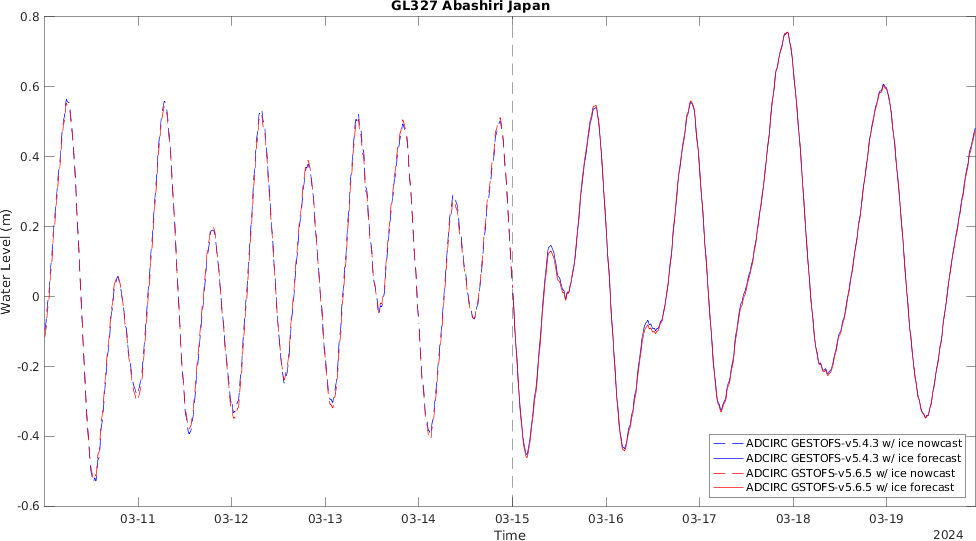 GL327 Abashiri Japan
0.8
0.6
0.4
0.2
0
-0.2
-0.4
-0.6
Water Level (m)
ADCIRC GESTOFS-v5.4.3 w/ ice nowcast
ADCIRC GESTOFS-v5.4.3 w/ ice forecast
ADCIRC GSTOFS-v5.6.5 w/ ice nowcast
ADCIRC GSTOFS-v5.6.5 w/ ice forecast
03-11 03-12 03-13 03-14 03-15 03-16 03-17 03-18 03-19
Time
2024